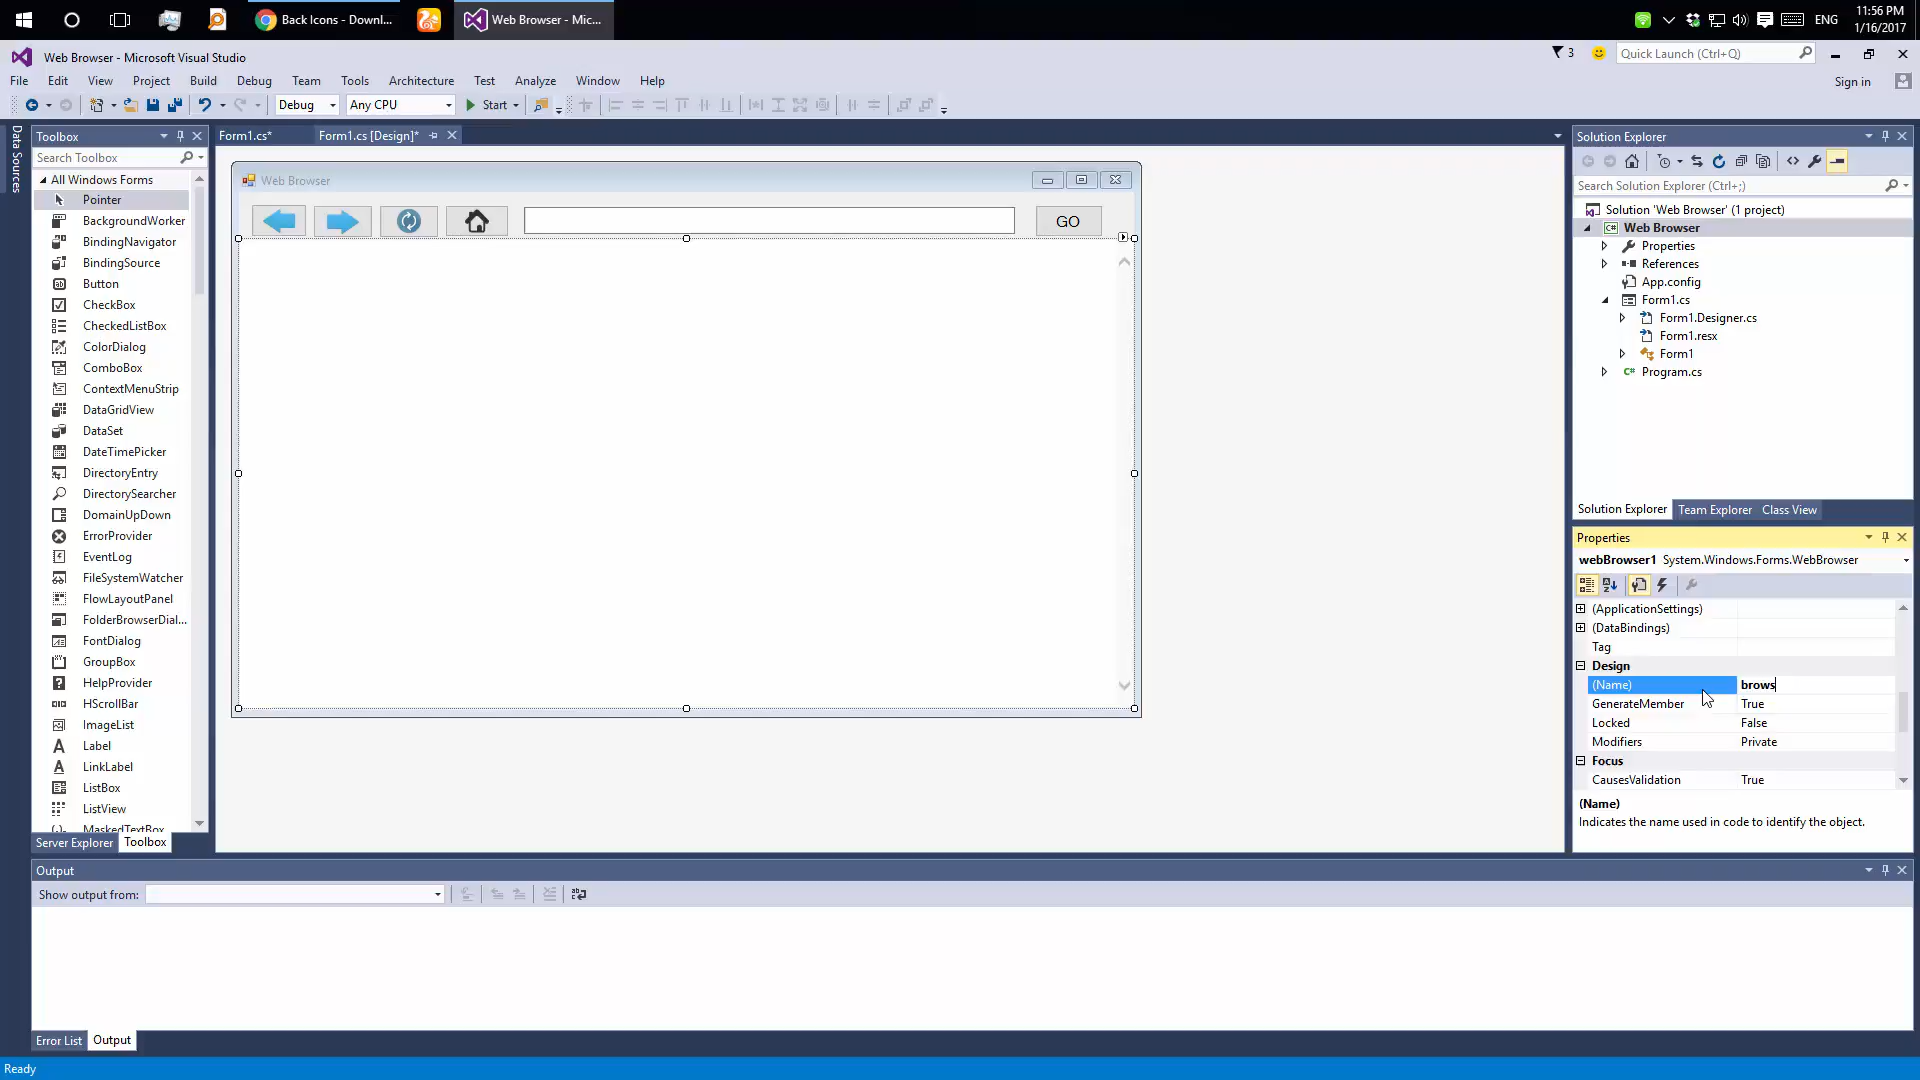 Back Icons - Downl...
Web Browser - Mic...
ENG
11:56 PM
1/16/2017
Web Browser - Microsoft Visual Studio
3
Quick Launch (Ctrl+Q)
File Edit View Project Build Debug Team Tools Architecture Test Analyze Window Help
Sign in
Debug
Any CPU
Start
Data Sources
Toolbox
Search Toolbox
All Windows Forms
Pointer
BackgroundWorker
BindingNavigator
BindingSource
Button
CheckBox
CheckedListBox
ColorDialog
ComboBox
ContextMenuStrip
DataGridView
DataSet
DateTimePicker
DirectoryEntry
DirectorySearcher
DomainUpDown
ErrorProvider
EventLog
FileSystemWatcher
FlowLayoutPanel
FolderBrowserDial...
FontDialog
GroupBox
HelpProvider
HScrollBar
ImageList
Label
LinkLabel
ListBox
ListView
MaskedTextBox
Server Explorer
Toolbox
Form1.cs*
Form1.cs [Design]*
Web Browser
GO
Solution Explorer
Search Solution Explorer (Ctrl+;)
Solution 'Web Browser' (1 project)
C# Web Browser
Properties
References
App.config
Form1.cs
Form1.Designer.cs
Form1.resx
Form1
C# Program.cs
Solution Explorer Team Explorer Class View
Properties
webBrowser1 System.Windows.Forms.WebBrowser
(ApplicationSettings)
(DataBindings)
Tag
Design
(Name) brows
GenerateMember True
Locked False
Modifiers Private
Focus
CausesValidation True
(Name)
Indicates the name used in code to identify the object.
Output
Show output from:
Error List
Output
Ready